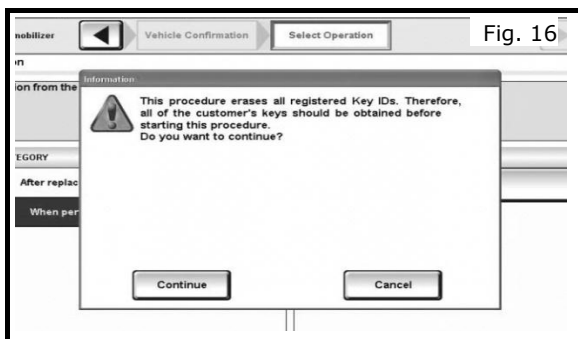 nobilizer
Vehicle Confirmation
Select Operation
Fig. 16
on
ion from the
Information
This procedure erases all registered Key IDs. Therefore,
all of the customer's keys should be obtained before
starting this procedure.
Do you want to continue?
EGORY
After replac
When per
Continue
Cancel